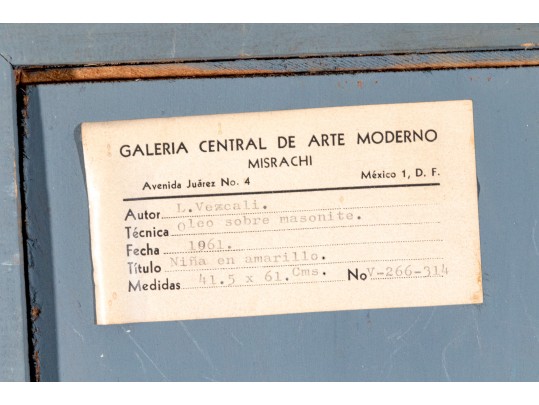 GALERIA CENTRAL DE ARTE MODERNO
MISRACHI
Avenida Juárez No. 4 México 1, D. F.
Autor L.Vezcali.
Técnica Oleo sobre masonite.
Fecha 1961.
Título Niña en amarillo.
Medidas 41.5 x 61.Cms. No V-266-314